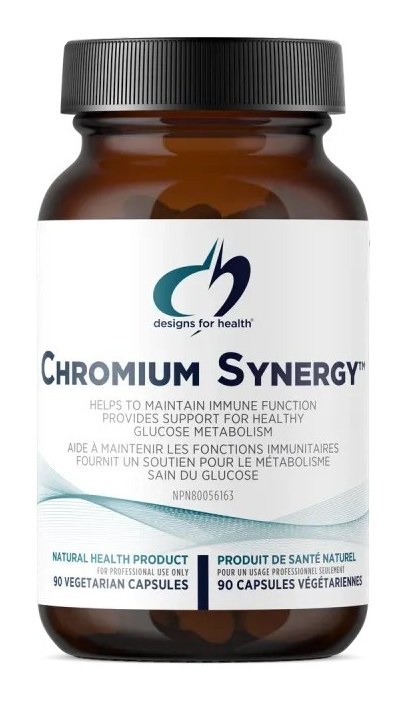 designs for health®
CHROMIUM SYNERGY™
HELPS TO MAINTAIN IMMUNE FUNCTION
PROVIDES SUPPORT FOR HEALTHY
GLUCOSE METABOLISM
AIDE À MAINTENIR LES FONCTIONS IMMUNITAIRES
FOURNIT UN SOUTIEN POUR LE MÉTABOLISME
SAIN DU GLUCOSE
NPN80056163
NATURAL HEALTH PRODUCT
FOR PROFESSIONAL USE ONLY
90 VEGETARIAN CAPSULES
PRODUIT DE SANTÉ NATUREL
POUR UN USAGE PROFESSIONNEL SEULEMENT
90 CAPSULES VÉGÉTARIENNES